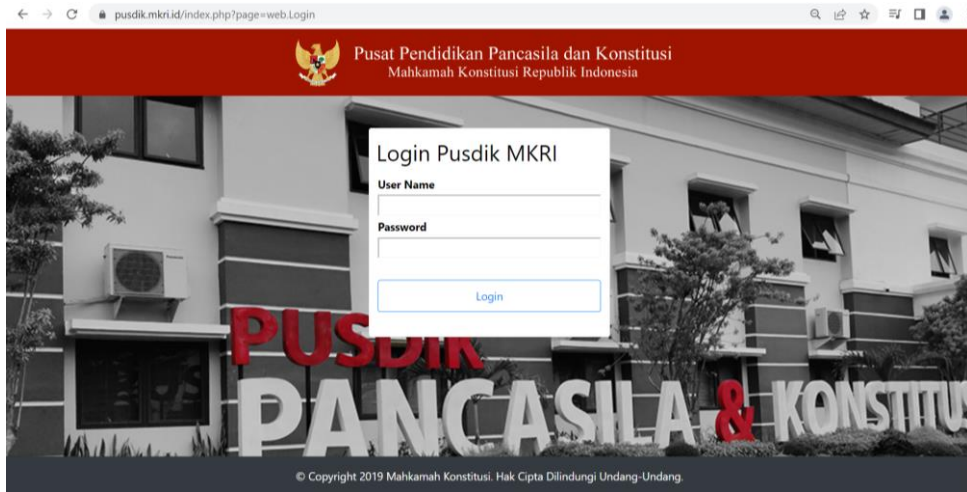 pusdik.mkri.id/index.php?page=web.Login
Pusat Pendidikan Pancasila dan Konstitusi
Mahkamah Konstitusi Republik Indonesia
Login Pusdik MKRI
User Name
Password
Login
PUSDIK
PANCASILA & KONSTITUS
© Copyright 2019 Mahkamah Konstitusi. Hak Cipta Dilindungi Undang-Undang.